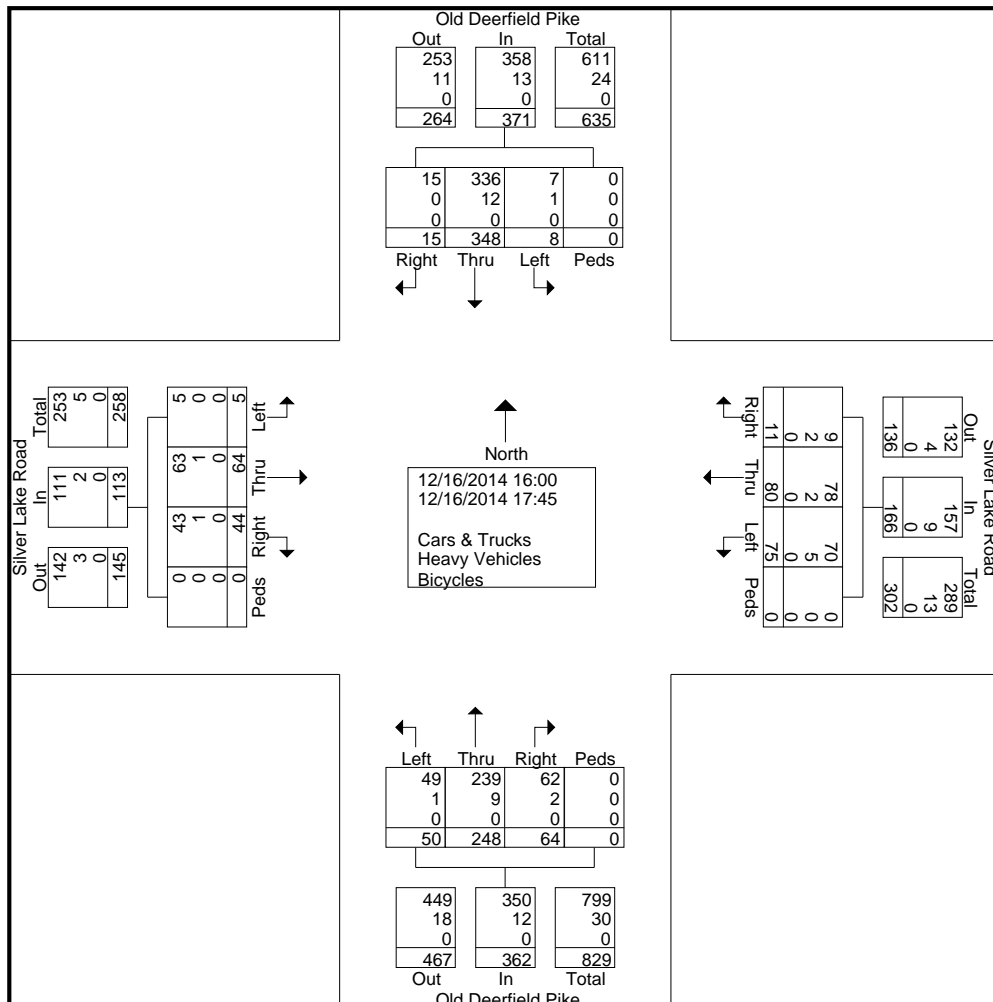 Old Deerfield Pike
Out In Total
253 358 611
11 13 24
0 0 0
264 371 635
15 336 7 0
0 12 1 0
0 0 0 0
15 348 8 0
Right Thru Left Peds
Silver Lake Road
Total In Out
253 111 142
5 2 3
0 0 0
258 113 145
5 63 43 0
0 1 1 0
0 0 0 0
5 64 44 0
Left Thru Right Peds
North
12/16/2014 16:00
12/16/2014 17:45
Cars & Trucks
Heavy Vehicles
Bicycles
Right Thru Left Peds
9 78 70 0
2 2 5 0
0 0 0 0
11 80 75 0
Silver Lake Road
Out In Total
132 157 289
4 9 13
0 0 0
136 166 302
Left Thru Right Peds
49 239 62 0
1 9 2 0
0 0 0 0
50 248 64 0
449 350 799
18 12 30
0 0 0
467 362 829
Out In Total
Old Deerfield Pike